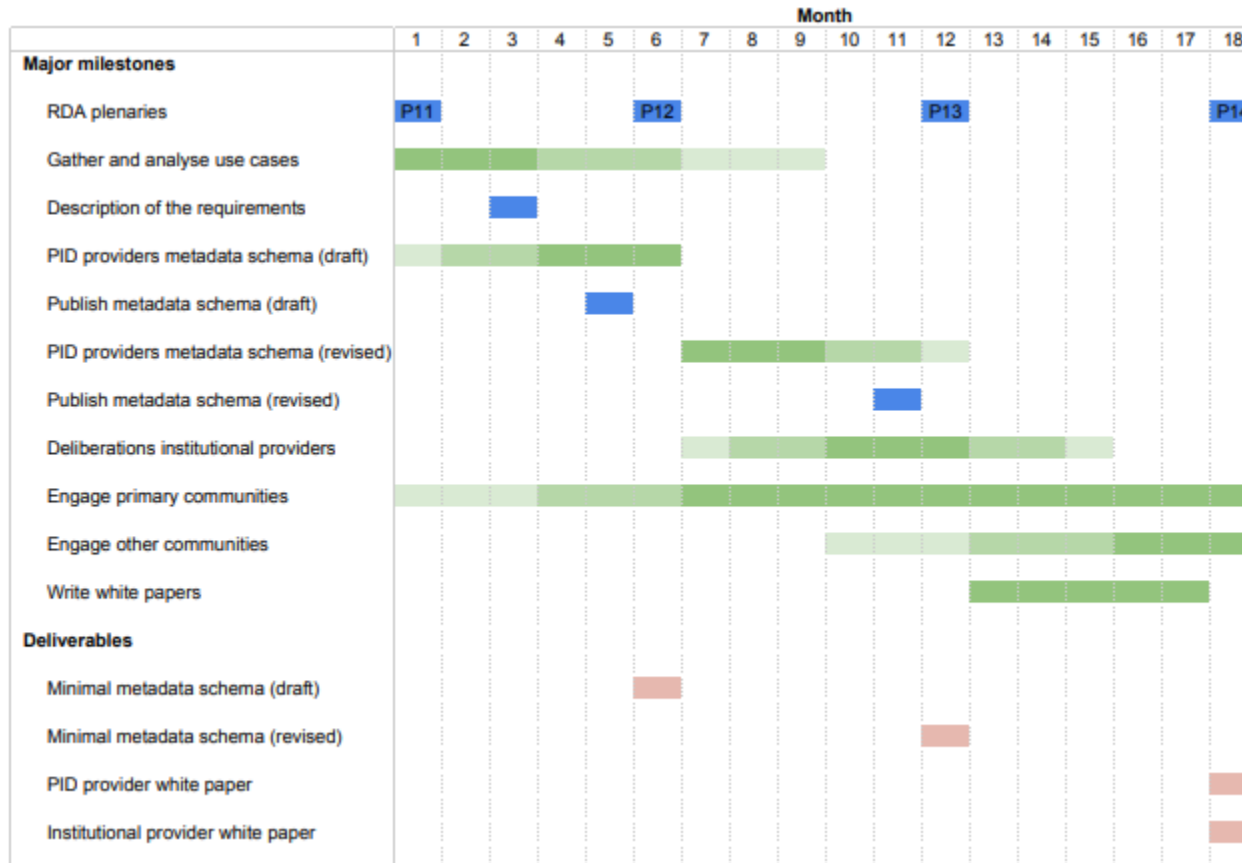 Month
1 2 3 4 5 6 7 8 9 10 11 12 13 14 15 16 17 18
Major milestones
RDA plenaries P11 P12 P13 P14
Gather and analyse use cases
Description of the requirements
PID providers metadata schema (draft)
Publish metadata schema (draft)
PID providers metadata schema (revised)
Publish metadata schema (revised)
Deliberations institutional providers
Engage primary communities
Engage other communities
Write white papers
Deliverables
Minimal metadata schema (draft)
Minimal metadata schema (revised)
PID provider white paper
Institutional provider white paper